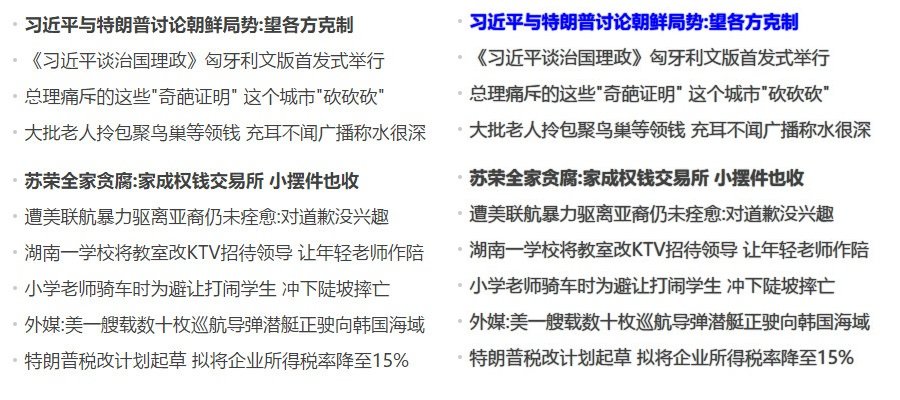 习近平与特朗普讨论朝鲜局势:望各方克制
《习近平谈治国理政》匈牙利文版首发式举行
总理痛斥的这些"奇葩证明" 这个城市"砍砍砍"
大批老人拎包聚鸟巢等领钱 充耳不闻广播称水很深
苏荣全家贪腐:家成权钱交易所 小摆件也收
遭美联航暴力驱离亚裔仍未痊愈:对道歉没兴趣
湖南一学校将教室改KTV招待领导 让年轻老师作陪
小学老师骑车时为避让打闹学生 冲下陡坡摔亡
外媒:美一艘载数十枚巡航导弹潜艇正驶向韩国海域
特朗普税改计划起草 拟将企业所得税率降至15%
习近平与特朗普讨论朝鲜局势:望各方克制
《习近平谈治国理政》匈牙利文版首发式举行
总理痛斥的这些"奇葩证明" 这个城市"砍砍砍"
大批老人拎包聚鸟巢等领钱 充耳不闻广播称水很深
苏荣全家贪腐:家成权钱交易所 小摆件也收
遭美联航暴力驱离亚裔仍未痊愈:对道歉没兴趣
湖南一学校将教室改KTV招待领导 让年轻老师作陪
小学老师骑车时为避让打闹学生 冲下陡坡摔亡
外媒:美一艘载数十枚巡航导弹潜艇正驶向韩国海域
特朗普税改计划起草 拟将企业所得税率降至15%